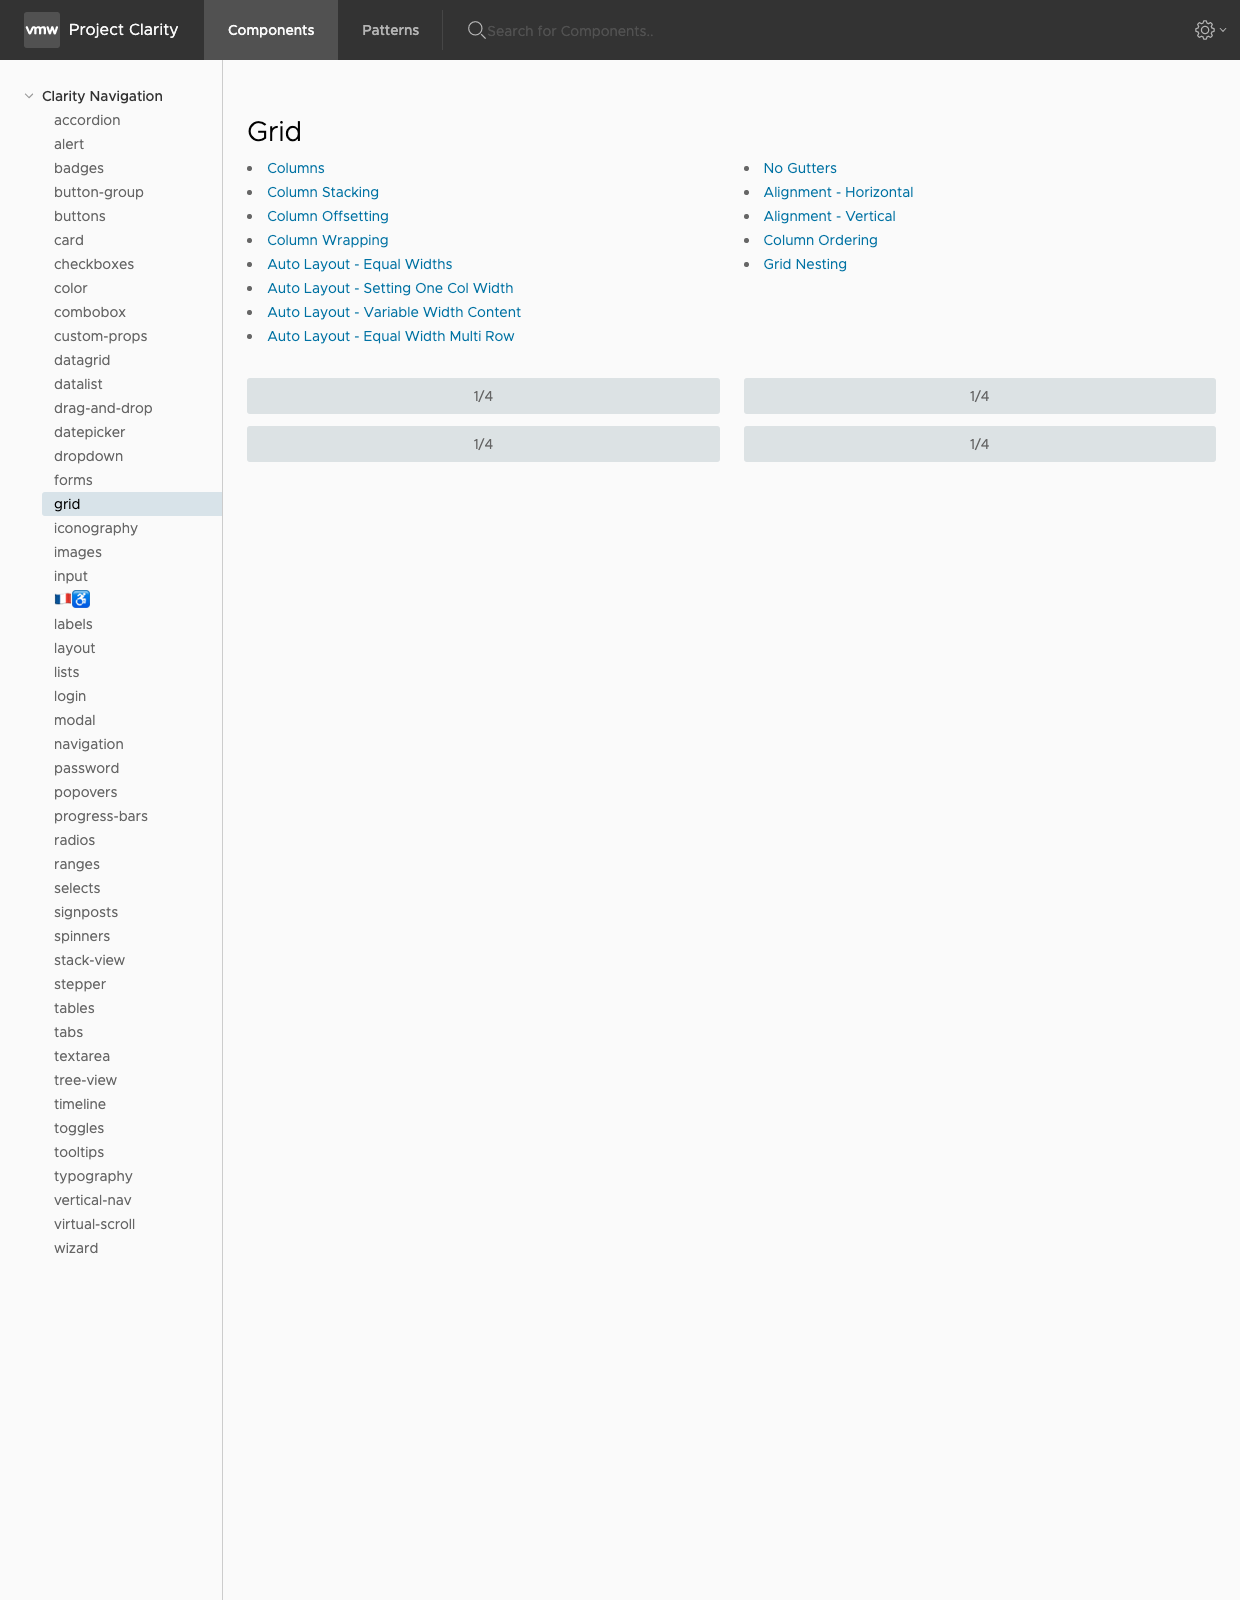 vmw Project Clarity Components Patterns Search for Components..
Clarity Navigation
accordion
alert
badges
button-group
buttons
card
checkboxes
color
combobox
custom-props
datagrid
datalist
drag-and-drop
datepicker
dropdown
forms
grid
iconography
images
input
🇫🇷♿
labels
layout
lists
login
modal
navigation
password
popovers
progress-bars
radios
ranges
selects
signposts
spinners
stack-view
stepper
tables
tabs
textarea
tree-view
timeline
toggles
tooltips
typography
vertical-nav
virtual-scroll
wizard
Grid
Columns
Column Stacking
Column Offsetting
Column Wrapping
Auto Layout - Equal Widths
Auto Layout - Setting One Col Width
Auto Layout - Variable Width Content
Auto Layout - Equal Width Multi Row
No Gutters
Alignment - Horizontal
Alignment - Vertical
Column Ordering
Grid Nesting
1/4 1/4
1/4 1/4